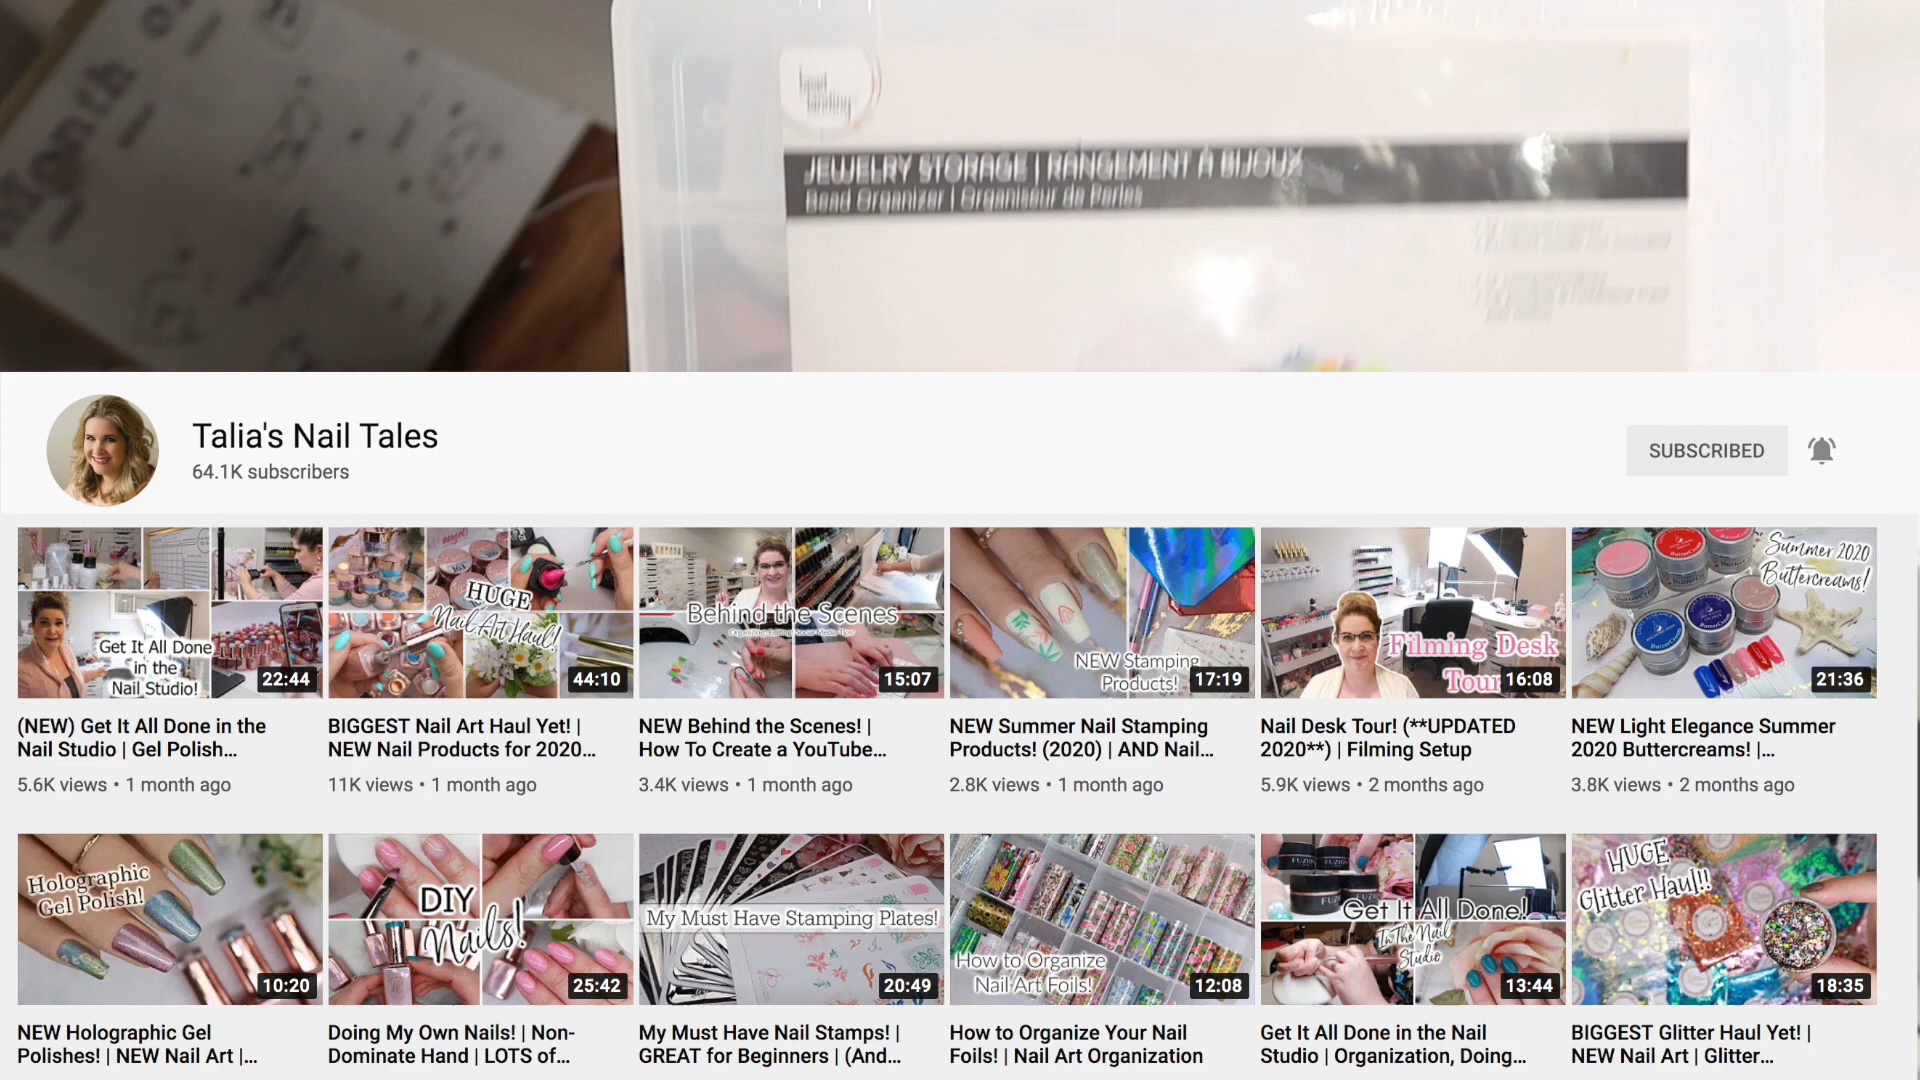 Month
bead
landing
JEWELRY STORAGE | RANGEMENT À BIJOUX
Bead Organizer | Organiseur de Perles
Talia's Nail Tales
64.1K subscribers
SUBSCRIBED
Get It All Done
in the
Nail Studio!
22:44
HUGE
Nail Art Haul!
44:10
Behind the Scenes
15:07
NEW Stamping
Products!
17:19
Filming Desk
Tour
16:08
Summer 2020
Buttercreams!
21:36
(NEW) Get It All Done in the
Nail Studio | Gel Polish...
5.6K views • 1 month ago
BIGGEST Nail Art Haul Yet! |
NEW Nail Products for 2020...
11K views • 1 month ago
NEW Behind the Scenes! |
How To Create a YouTube...
3.4K views • 1 month ago
NEW Summer Nail Stamping
Products! (2020) | AND Nail...
2.8K views • 1 month ago
Nail Desk Tour! (**UPDATED
2020**) | Filming Setup
5.9K views • 2 months ago
NEW Light Elegance Summer
2020 Buttercreams! |...
3.8K views • 2 months ago
Holographic
Gel Polish!
10:20
DIY
Nails!
25:42
My Must Have Stamping Plates!
20:49
How to Organize
Nail Art Foils!
12:08
Get It All Done!
In The Nail
Studio
13:44
HUGE
Glitter Haul!!
18:35
NEW Holographic Gel
Polishes! | NEW Nail Art |...
Doing My Own Nails! | Non-
Dominate Hand | LOTS of...
My Must Have Nail Stamps! |
GREAT for Beginners | (And...
How to Organize Your Nail
Foils! | Nail Art Organization
Get It All Done in the Nail
Studio | Organization, Doing...
BIGGEST Glitter Haul Yet! |
NEW Nail Art | Glitter...